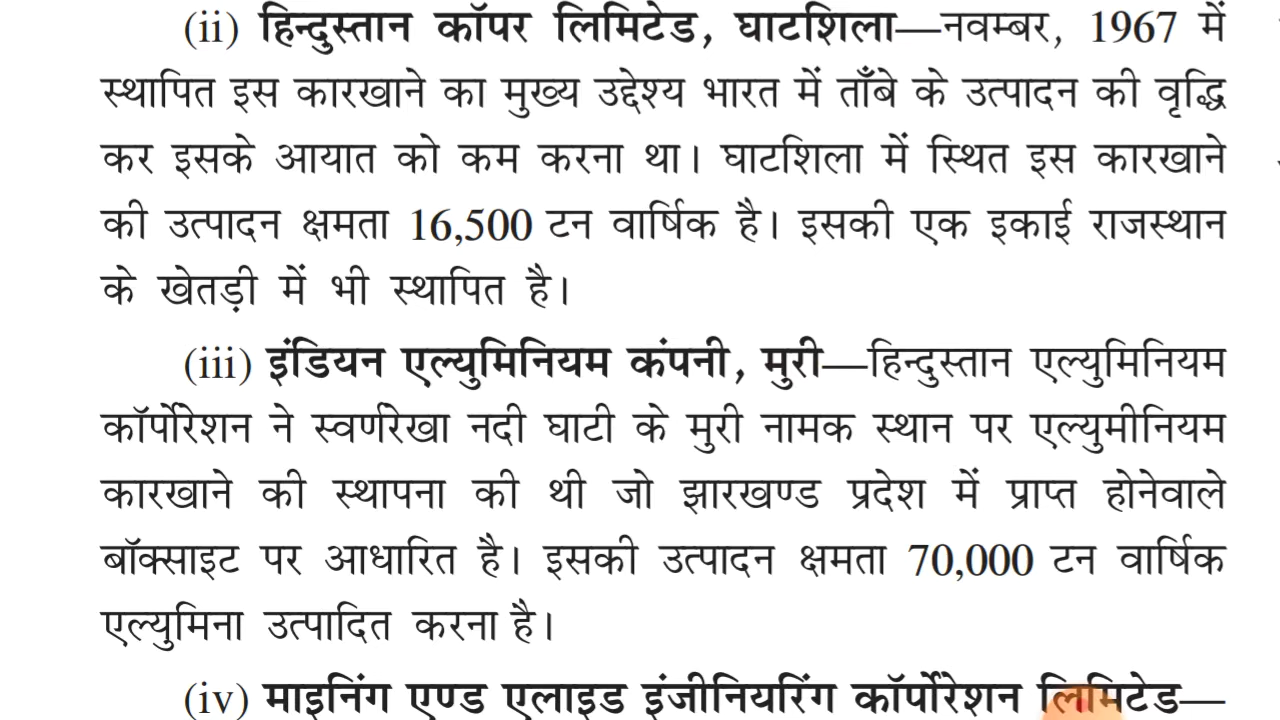 (ii) हिन्दुस्तान कॉपर लिमिटेड, घाटशिला—नवम्बर, 1967 में
स्थापित इस कारखाने का मुख्य उद्देश्य भारत में ताँबे के उत्पादन की वृद्धि
कर इसके आयात को कम करना था। घाटशिला में स्थित इस कारखाने
की उत्पादन क्षमता 16,500 टन वार्षिक है। इसकी एक इकाई राजस्थान
के खेतड़ी में भी स्थापित है।
(iii) इंडियन एल्युमिनियम कंपनी, मुरी—हिन्दुस्तान एल्युमिनियम
कॉर्पोरेशन ने स्वर्णरेखा नदी घाटी के मुरी नामक स्थान पर एल्युमीनियम
कारखाने की स्थापना की थी जो झारखण्ड प्रदेश में प्राप्त होनेवाले
बॉक्साइट पर आधारित है। इसकी उत्पादन क्षमता 70,000 टन वार्षिक
एल्युमिना उत्पादित करना है।
(iv) माइनिंग एण्ड एलाइड इंजीनियरिंग कॉर्पोरेशन लिमिटेड—